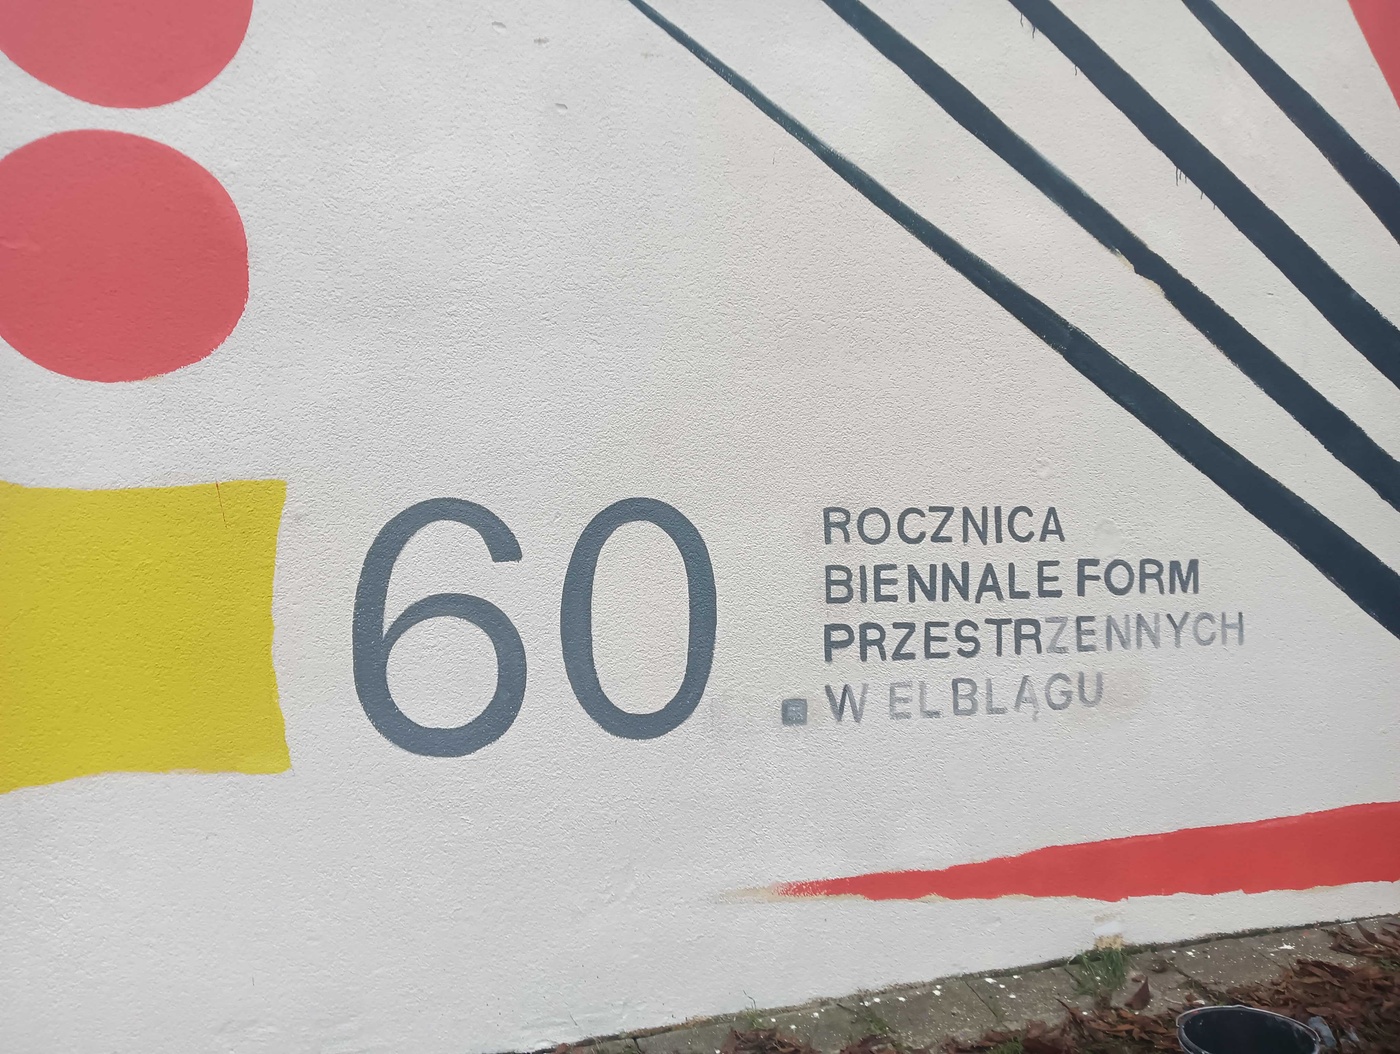 60.
ROCZNICA
BIENNALE FORM
PRZESTRZENNYCH
W ELBLĄGU